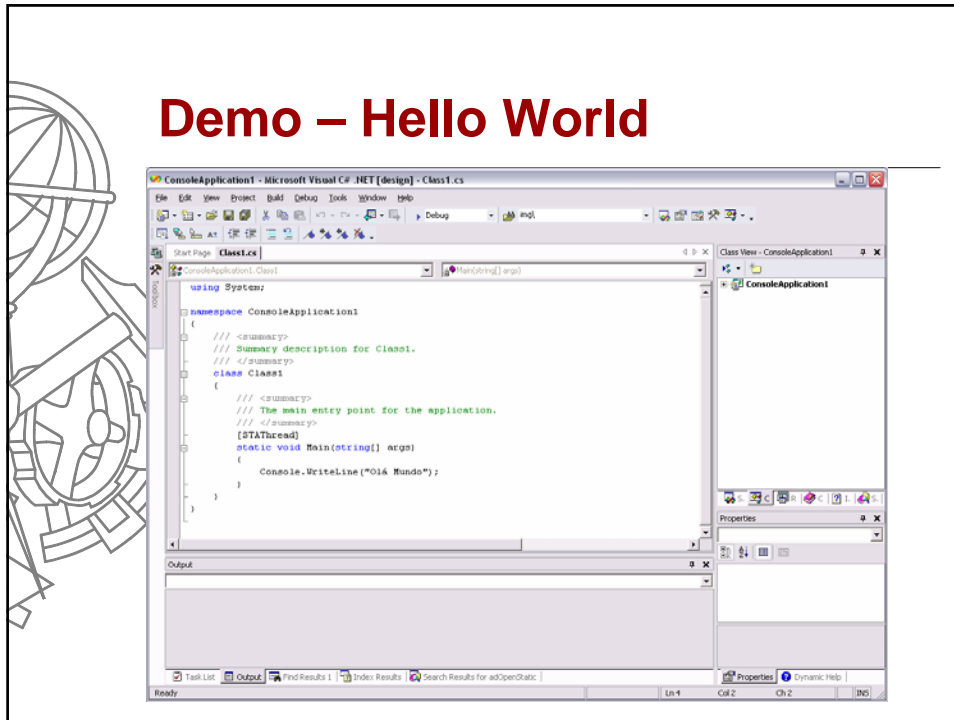 Demo – Hello World
ConsoleApplication1 - Microsoft Visual C# .NET [design] - Class1.cs
File Edit View Project Build Debug Tools Window Help
Debug
ingl,
Start Page Class1.cs
Class View - ConsoleApplication1
Toolbox
ConsoleApplication1.Class1
Main(string[] args)
ConsoleApplication1
using System;
namespace ConsoleApplication1
{
/// <summary>
/// Summary description for Class1.
/// </summary>
class Class1
{
/// <summary>
/// The main entry point for the application.
/// </summary>
[STAThread]
static void Main(string[] args)
{
Console.WriteLine("Olá Mundo");
}
}
}
S. C R C I. S.
Properties
Output
Task List Output Find Results 1 Index Results Search Results for adOpenStatic
Properties Dynamic Help
Ready Ln 4 Col 2 Ch 2 INS